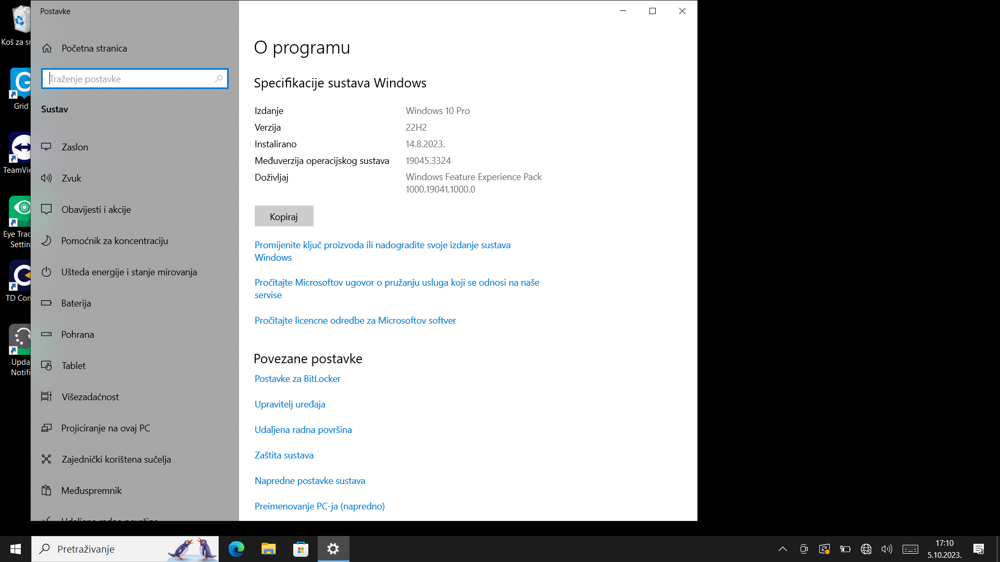 Postavke
Koš za
Grid
TeamVie
Eye Trac
Settin
TD Con
Upda
Notifi
Početna stranica
Traženje postavke
Sustav
Zaslon
Zvuk
Obavijesti i akcije
Pomoćnik za koncentraciju
Ušteda energije i stanje mirovanja
Baterija
Pohrana
Tablet
Višezadaćnost
Projiciranje na ovaj PC
Zajednički korištena sučelja
Međuspremnik
Udaljena radna površina
O programu
Specifikacije sustava Windows
Izdanje Windows 10 Pro
Verzija 22H2
Instalirano 14.8.2023.
Međuverzija operacijskog sustava 19045.3324
Doživljaj Windows Feature Experience Pack
1000.19041.1000.0
Kopiraj
Promijenite ključ proizvoda ili nadogradite svoje izdanje sustava
Windows
Pročitajte Microsoftov ugovor o pružanju usluga koji se odnosi na naše
servise
Pročitajte licencne odredbe za Microsoftov softver
Povezane postavke
Postavke za BitLocker
Upravitelj uređaja
Udaljena radna površina
Zaštita sustava
Napredne postavke sustava
Preimenovanje PC-ja (napredno)
Pretraživanje
17:10
5.10.2023.